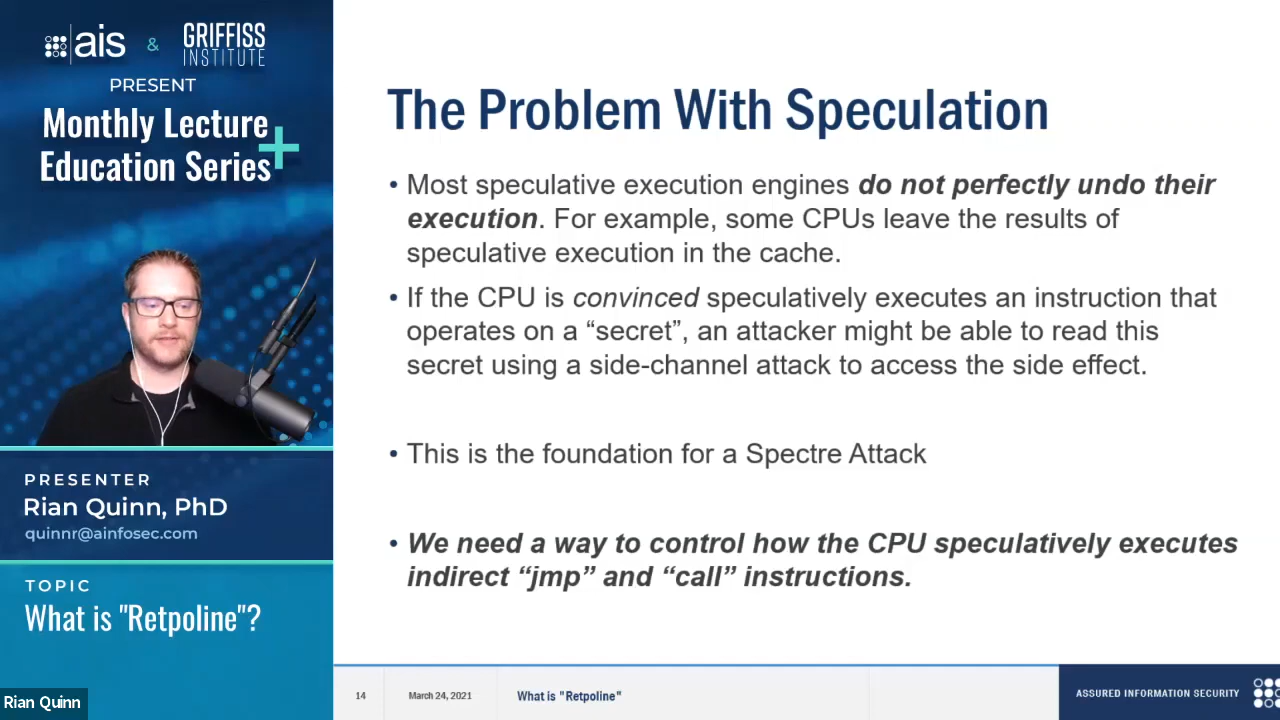 ais & GRIFFISS
INSTITUTE
PRESENT
Monthly Lecture
Education Series
PRESENTER
Rian Quinn, PhD
quinnr@ainfosec.com
TOPIC
What is "Retpoline"?
Rian Quinn
The Problem With Speculation
• Most speculative execution engines do not perfectly undo their
execution. For example, some CPUs leave the results of
speculative execution in the cache.
• If the CPU is convinced speculatively executes an instruction that
operates on a “secret”, an attacker might be able to read this
secret using a side-channel attack to access the side effect.
• This is the foundation for a Spectre Attack
• We need a way to control how the CPU speculatively executes
indirect “jmp” and “call” instructions.
14 March 24, 2021 What is "Retpoline" ASSURED INFORMATION SECURITY